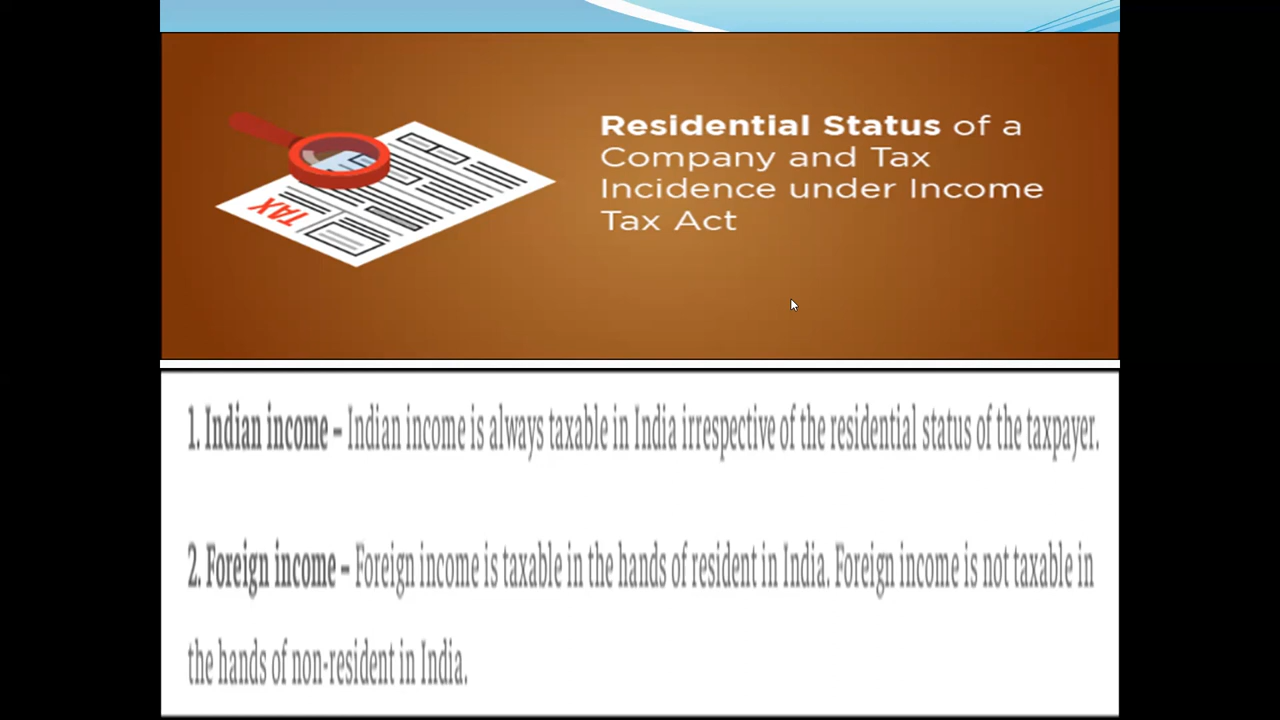 Residential Status of a
Company and Tax
Incidence under Income
Tax Act
TAX
1. Indian income – Indian income is always taxable in India irrespective of the residential status of the taxpayer.
2. Foreign income – Foreign income is taxable in the hands of resident in India. Foreign income is not taxable in
the hands of non-resident in India.